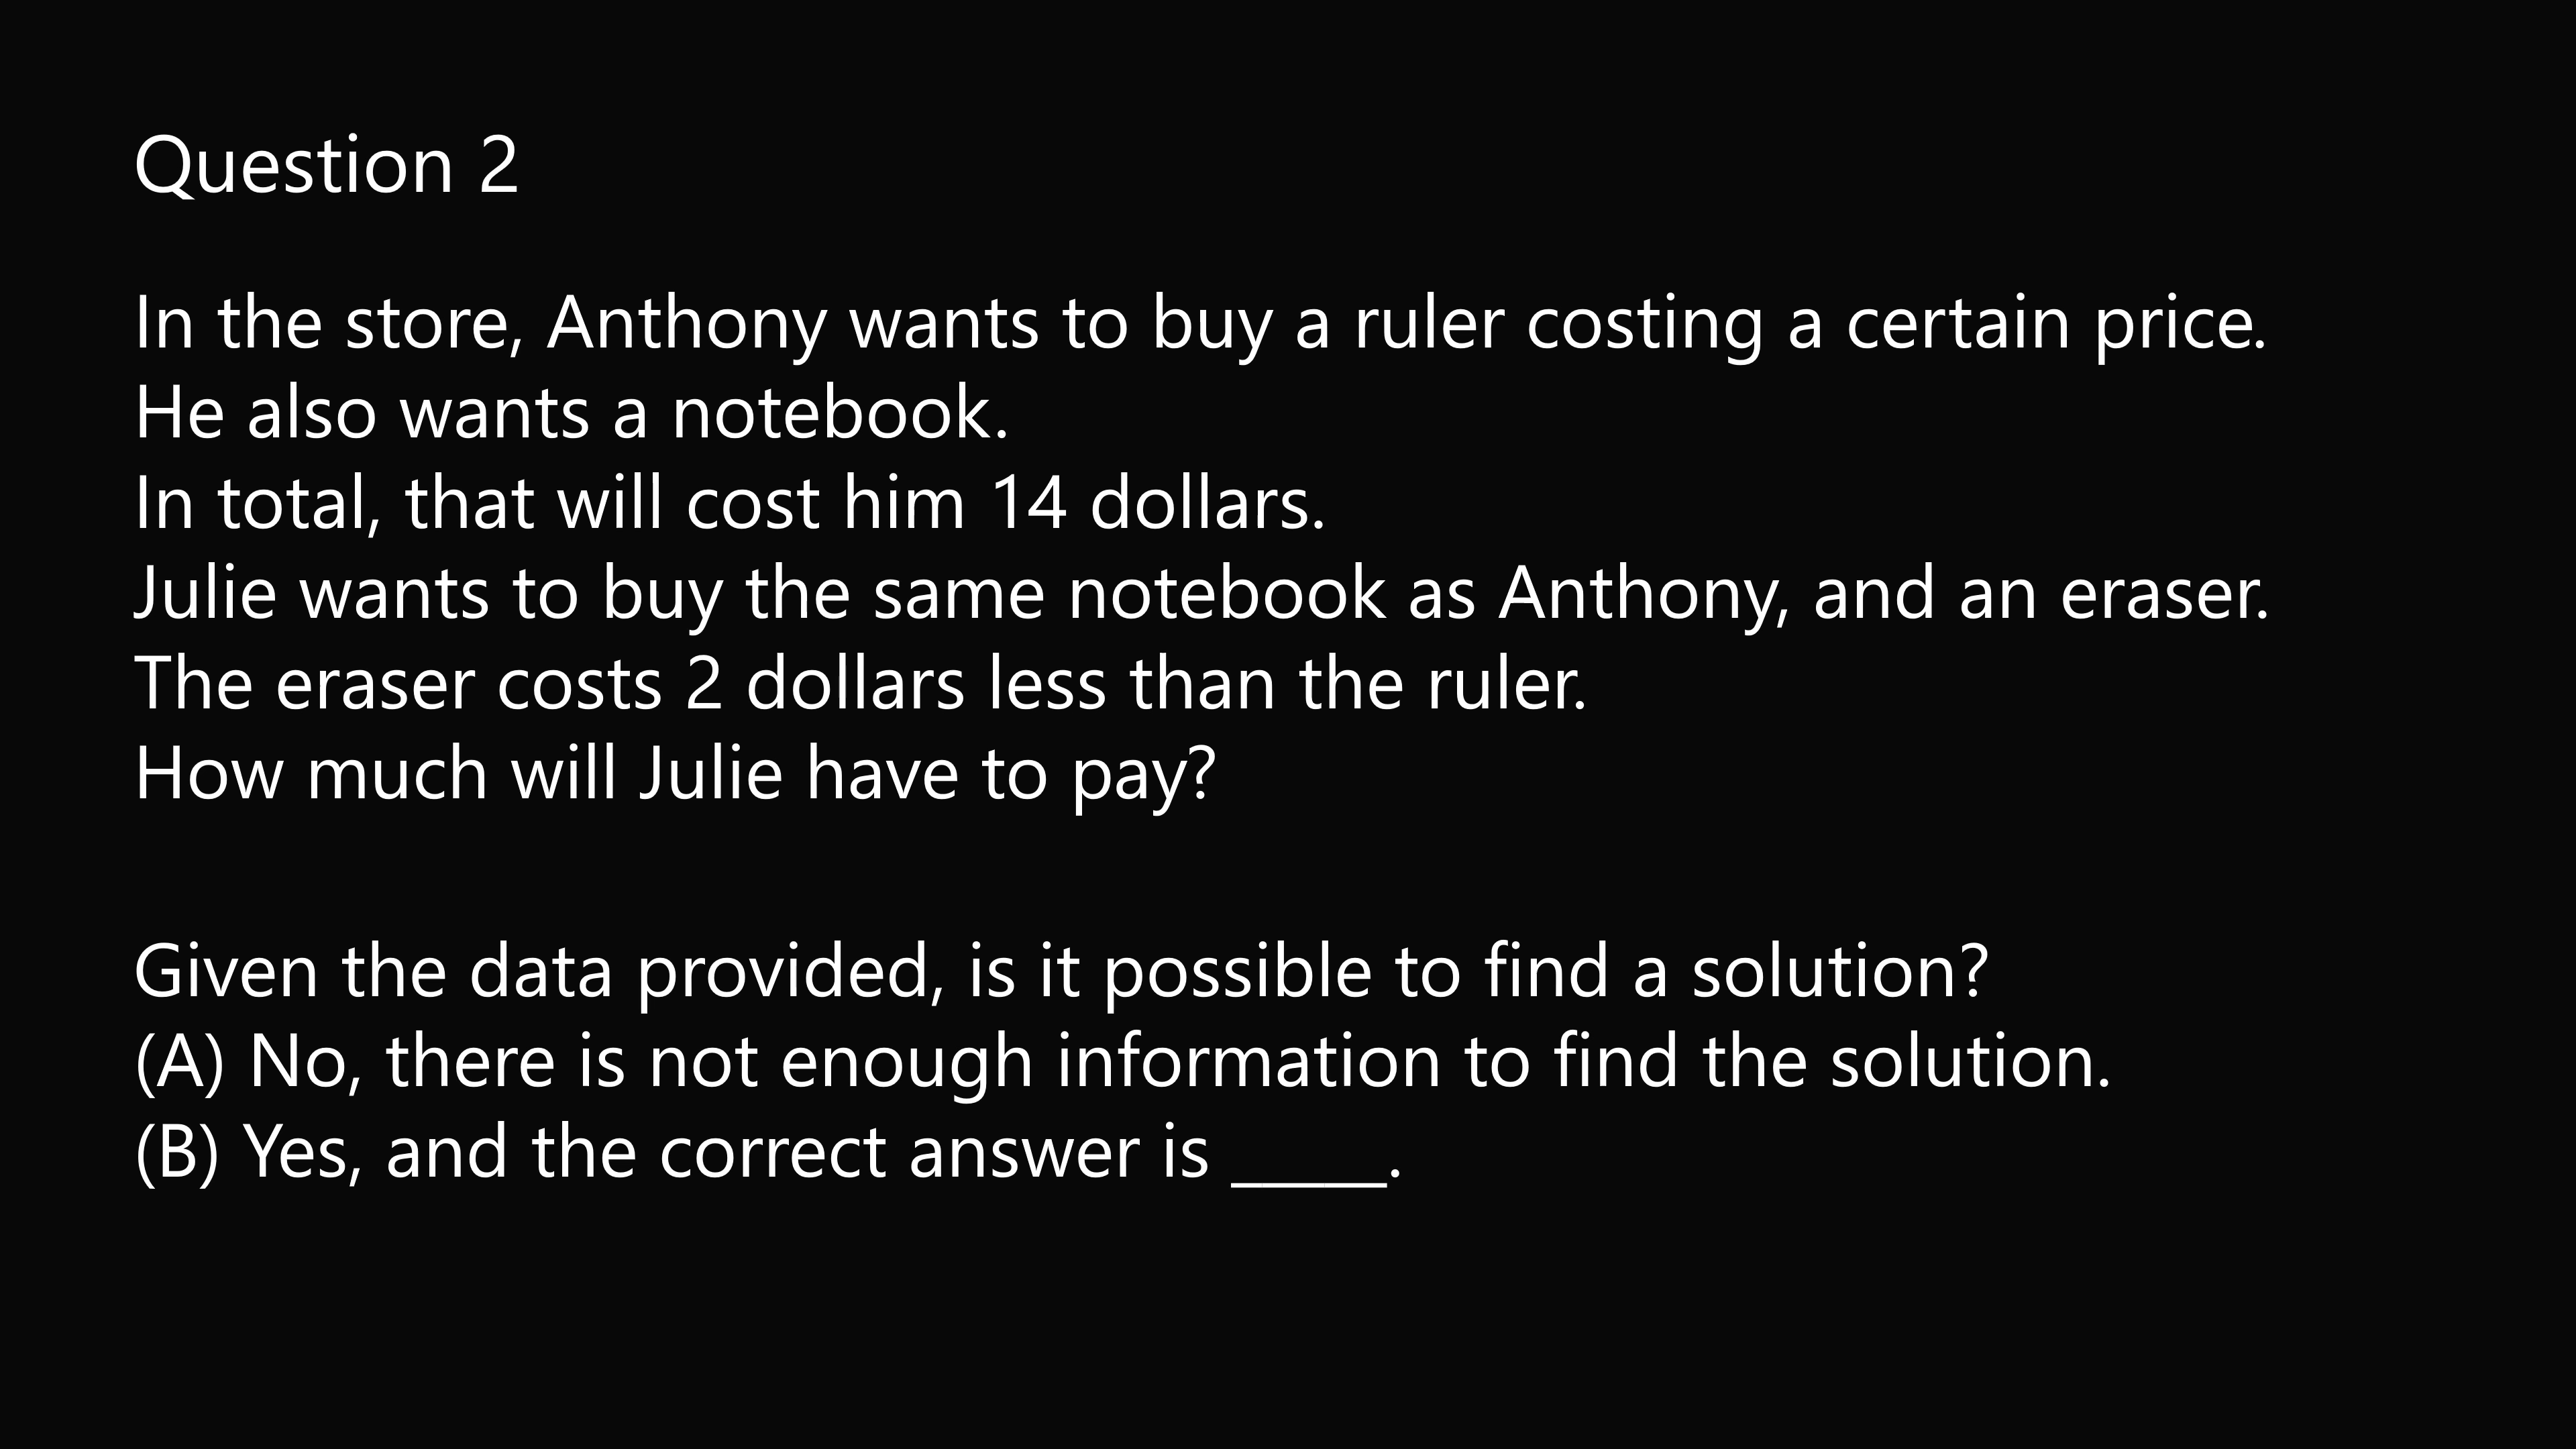 Question 2
In the store, Anthony wants to buy a ruler costing a certain price.
He also wants a notebook.
In total, that will cost him 14 dollars.
Julie wants to buy the same notebook as Anthony, and an eraser.
The eraser costs 2 dollars less than the ruler.
How much will Julie have to pay?
Given the data provided, is it possible to find a solution?
(A) No, there is not enough information to find the solution.
(B) Yes, and the correct answer is _____.